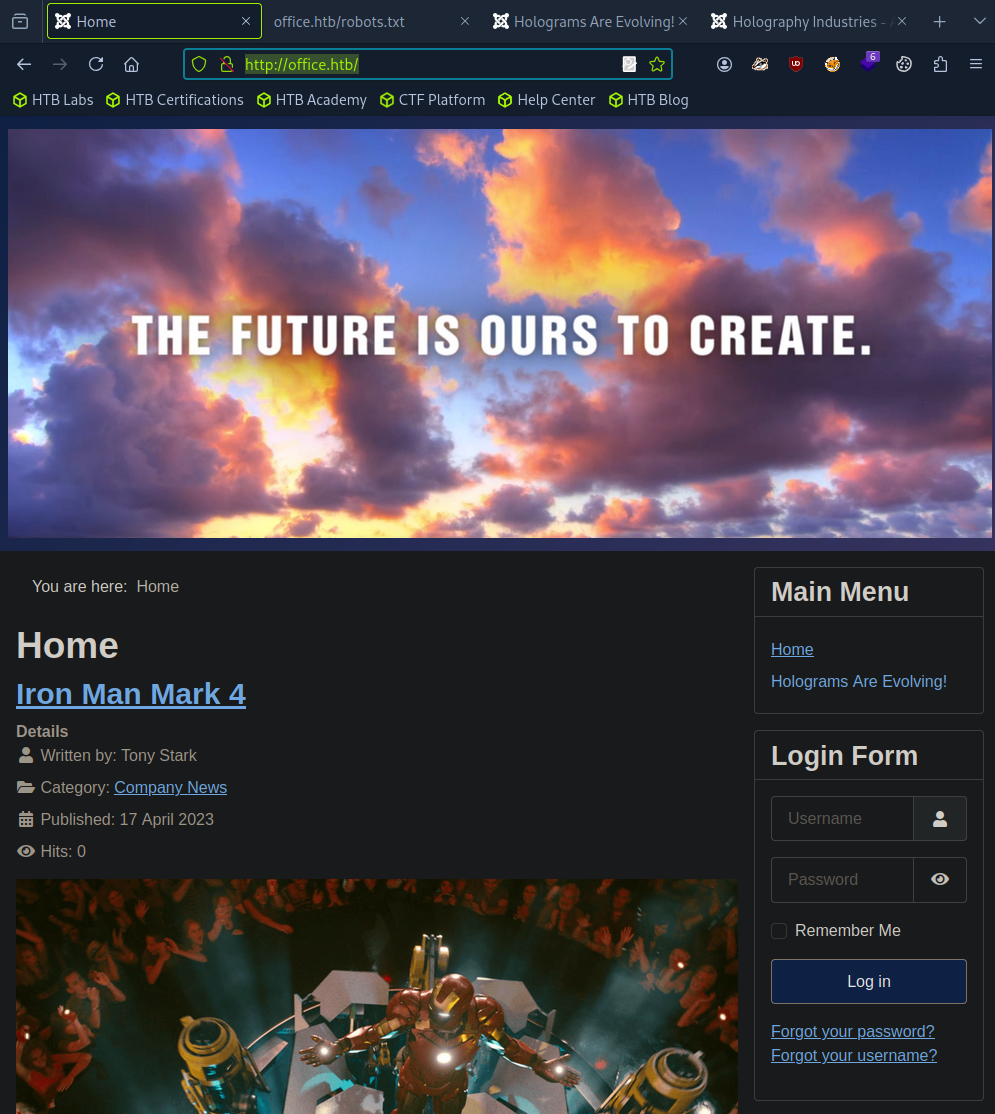 Home
office.htb/robots.txt
Holograms Are Evolving!
Holography Industries -
http://office.htb/
6
HTB Labs
HTB Certifications
HTB Academy
CTF Platform
Help Center
HTB Blog
THE FUTURE IS OURS TO CREATE.
You are here: Home
Home
Iron Man Mark 4
Details
Written by: Tony Stark
Category: Company News
Published: 17 April 2023
Hits: 0
Main Menu
Home
Holograms Are Evolving!
Login Form
Username
Password
Remember Me
Log in
Forgot your password?
Forgot your username?